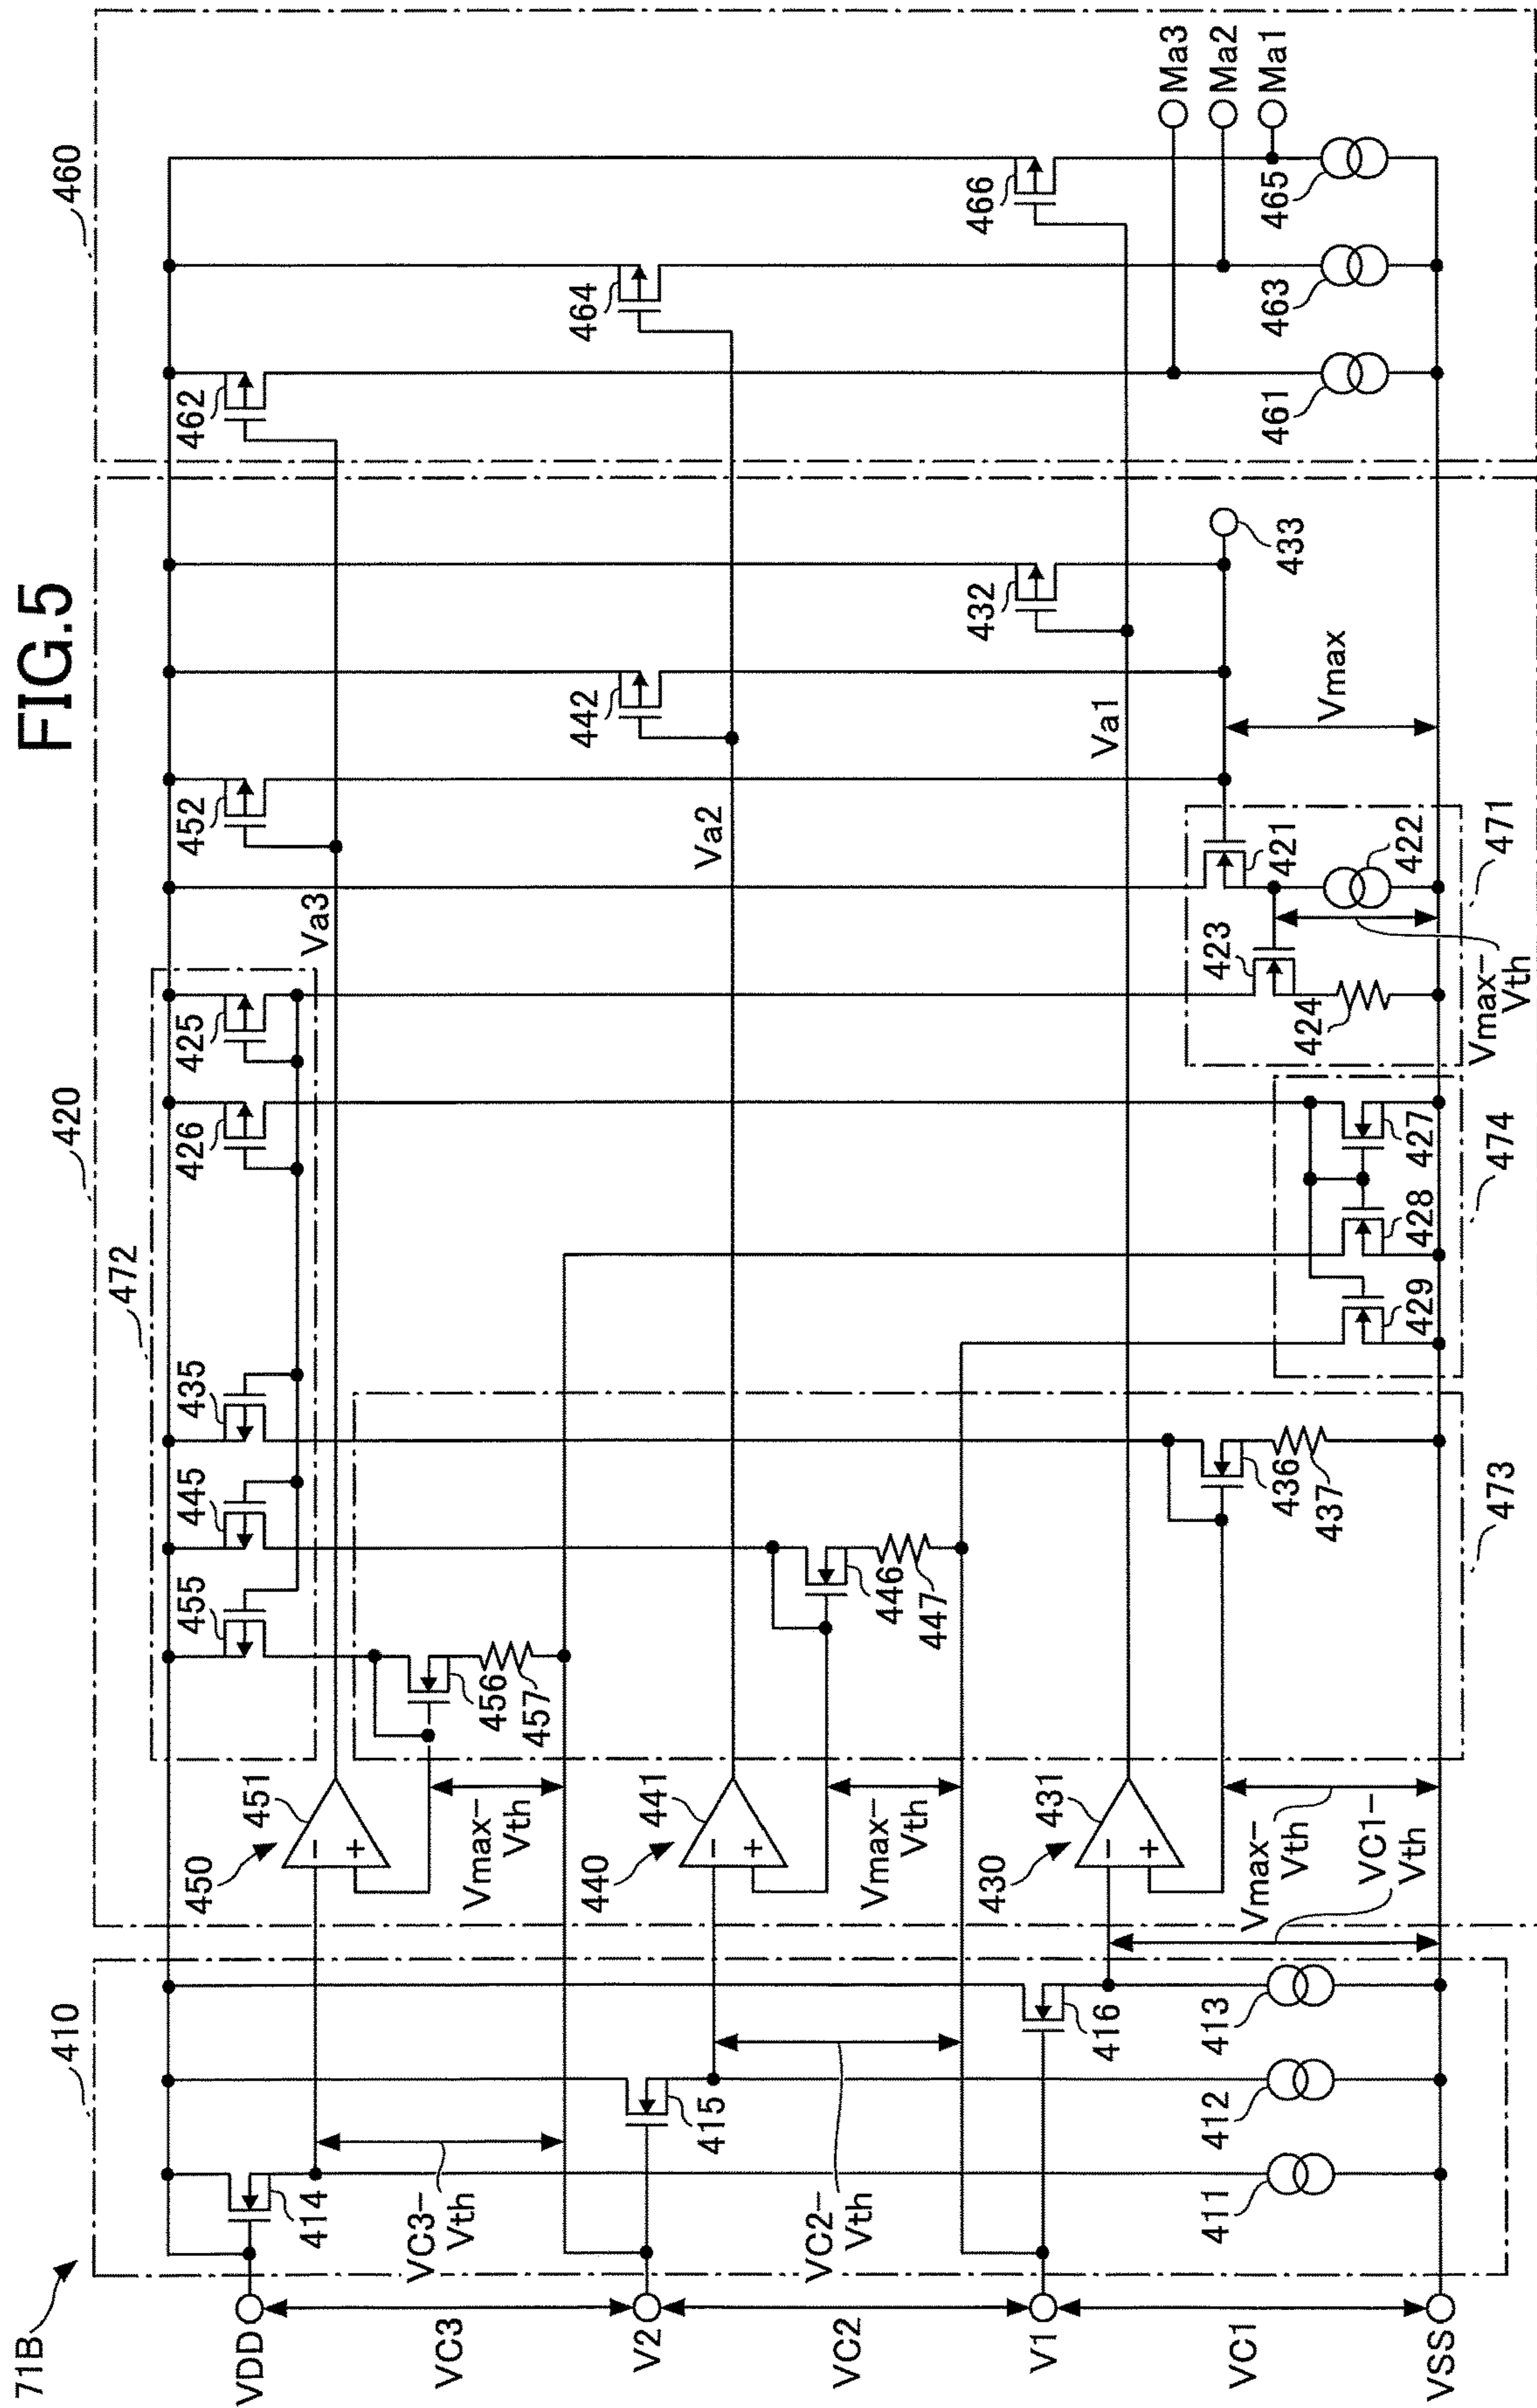 FIG.5
71B
410
420
460
472
VDD
VC3
V2
VC2
V1
VC1
VSS
414
415
416
411
412
413
VC3-
Vth
VC2-
Vth
VC1-
Vth
450
451
440
441
430
431
-
+
-
+
-
+
Vmax-
Vth
Vmax-
Vth
Vmax-
Vth
455
445
435
426
425
456
457
446
447
436
437
473
429
428
427
474
423
424
421
422
471
Vmax-
Vth
Va3
Va2
Va1
452
442
432
433
Vmax
462
464
466
461
463
465
Ma3
Ma2
Ma1